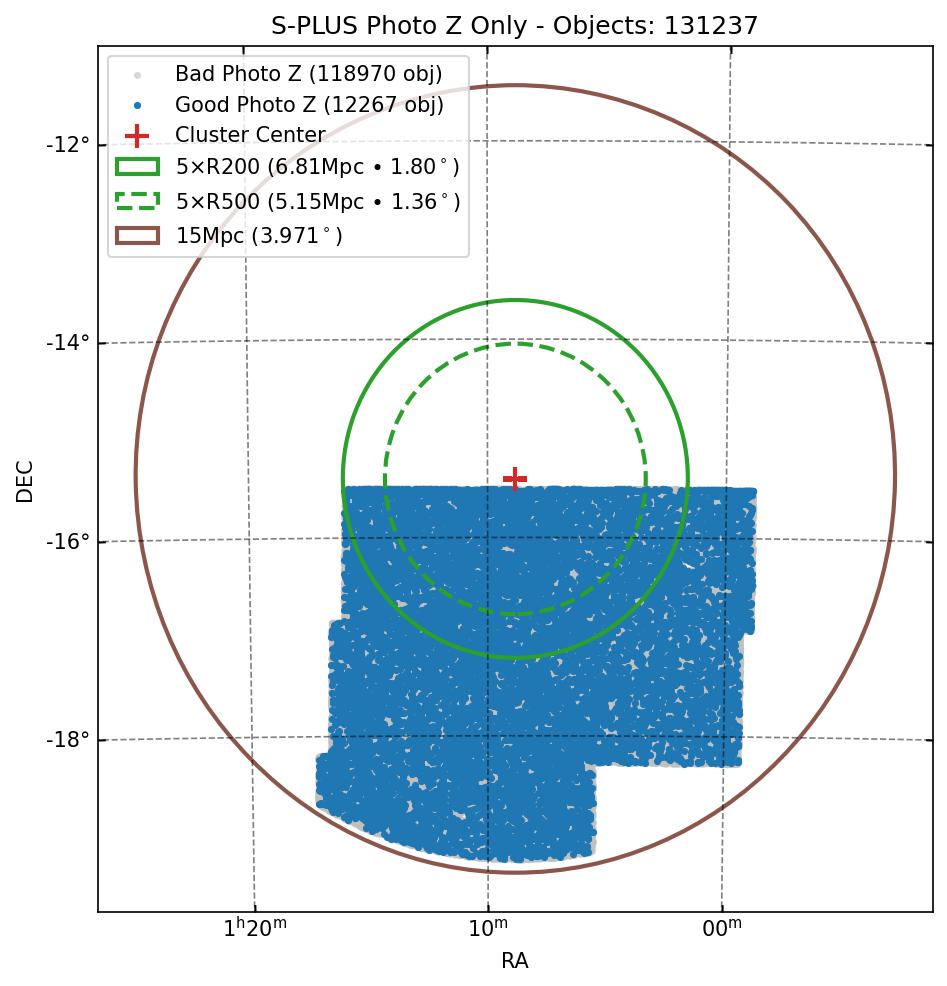 S-PLUS Photo Z Only - Objects: 131237
Bad Photo Z (118970 obj)
Good Photo Z (12267 obj)
Cluster Center
5×R200 (6.81Mpc • 1.80°)
5×R500 (5.15Mpc • 1.36°)
15Mpc (3.971°)
-12°
-14°
-16°
-18°
DEC
1ʰ20ᵐ 10ᵐ 00ᵐ
RA